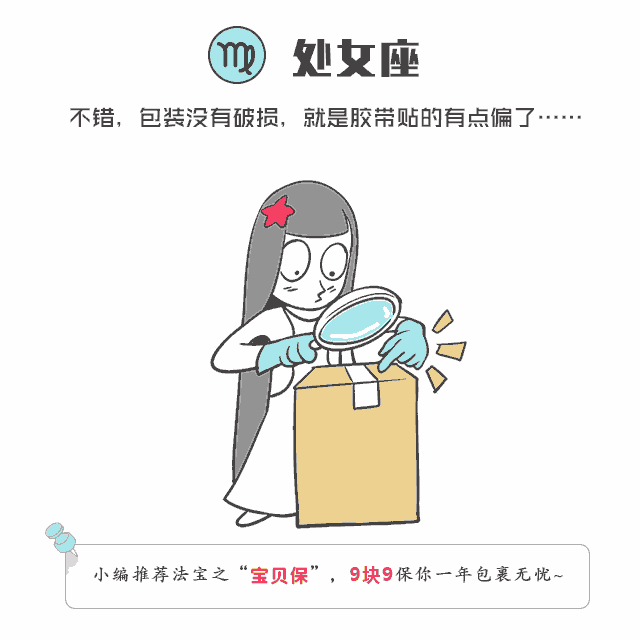 处女座
不错，包装没有破损，就是胶带贴的有点偏了……
小编推荐法宝之“宝贝保”，9块9保你一年包裹无忧~